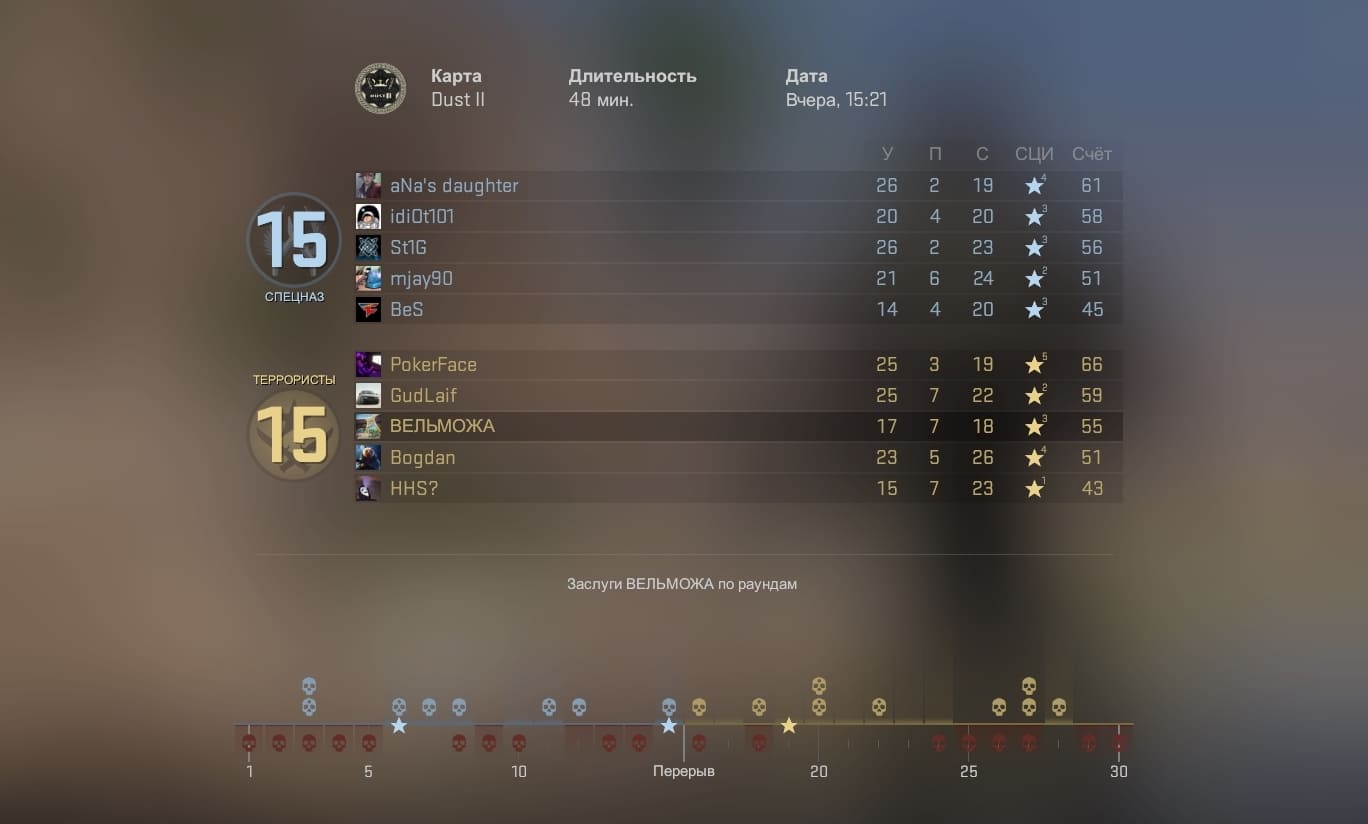 Карта Длительность Дата
Dust II 48 мин. Вчера, 15:21
У П С СЦИ Счёт
aNa's daughter 26 2 19 4 61
idi0t101 20 4 20 3 58
St1G 26 2 23 3 56
mjay90 21 6 24 2 51
BeS 14 4 20 3 45
15
СПЕЦНАЗ
ТЕРРОРИСТЫ
15
PokerFace 25 3 19 5 66
GudLaif 25 7 22 2 59
ВЕЛЬМОЖА 17 7 18 3 55
Bogdan 23 5 26 4 51
HHS? 15 7 23 1 43
Заслуги ВЕЛЬМОЖА по раундам
1 5 10 Перерыв 20 25 30